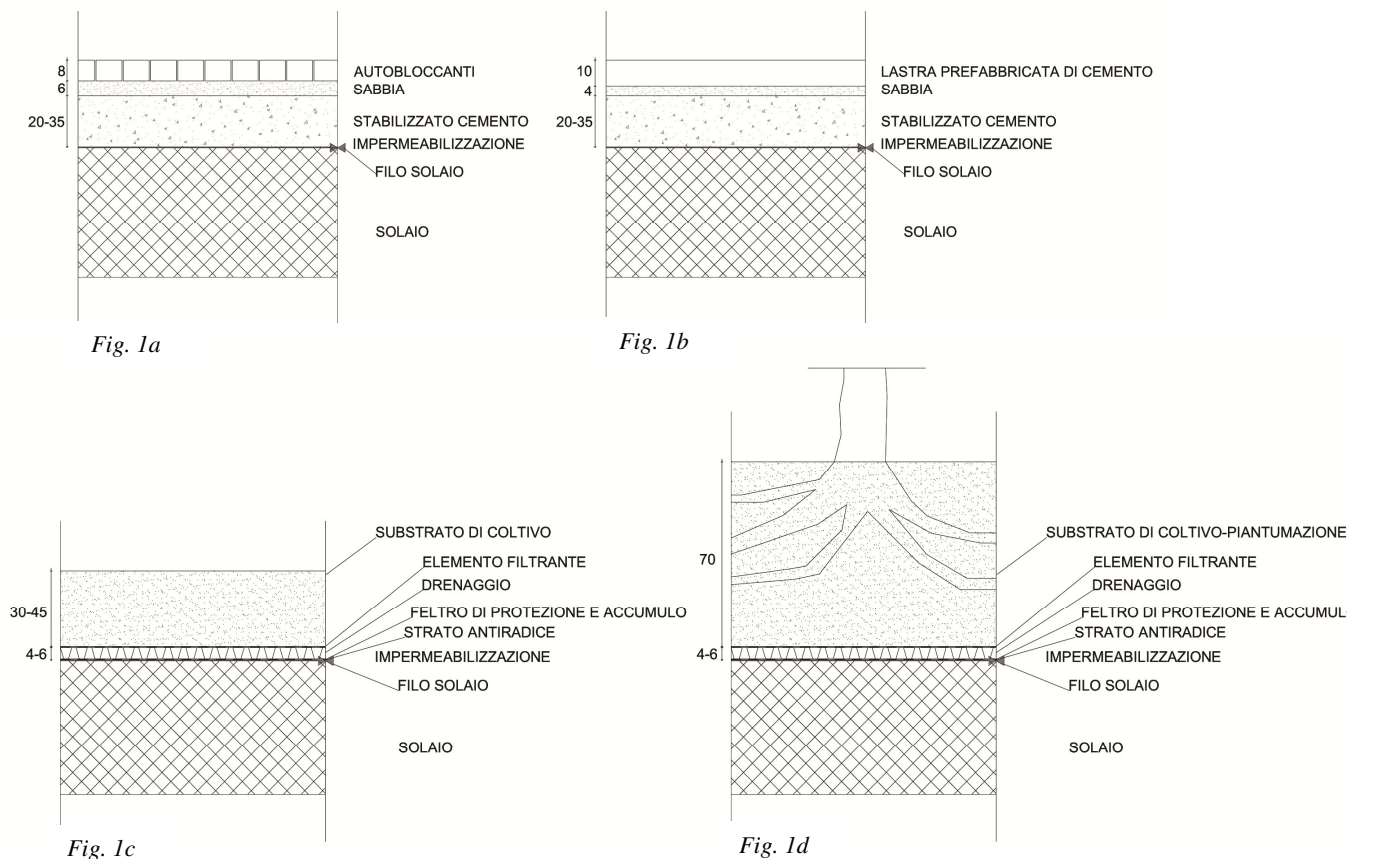 8
6
20-35
AUTOBLOCCANTI
SABBIA
STABILIZZATO CEMENTO
IMPERMEABILIZZAZIONE
FILO SOLAIO
SOLAIO
Fig. 1a
10
4
20-35
LASTRA PREFABBRICATA DI CEMENTO
SABBIA
STABILIZZATO CEMENTO
IMPERMEABILIZZAZIONE
FILO SOLAIO
SOLAIO
Fig. 1b
30-45
4-6
SUBSTRATO DI COLTIVO
ELEMENTO FILTRANTE
DRENAGGIO
FELTRO DI PROTEZIONE E ACCUMULO
STRATO ANTIRADICE
IMPERMEABILIZZAZIONE
FILO SOLAIO
SOLAIO
Fig. 1c
70
4-6
SUBSTRATO DI COLTIVO-PIANTUMAZIONE
ELEMENTO FILTRANTE
DRENAGGIO
FELTRO DI PROTEZIONE E ACCUMUL
STRATO ANTIRADICE
IMPERMEABILIZZAZIONE
FILO SOLAIO
SOLAIO
Fig. 1d